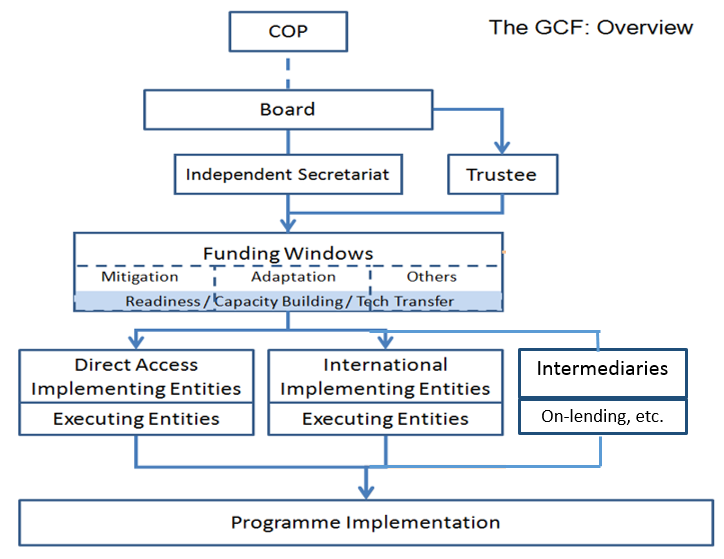 COP
The GCF: Overview
Board
Independent Secretariat
Trustee
Funding Windows
Mitigation
Adaptation
Others
Readiness / Capacity Building / Tech Transfer
Direct Access
Implementing Entities
Executing Entities
International
Implementing Entities
Executing Entities
Intermediaries
On-lending, etc.
Programme Implementation